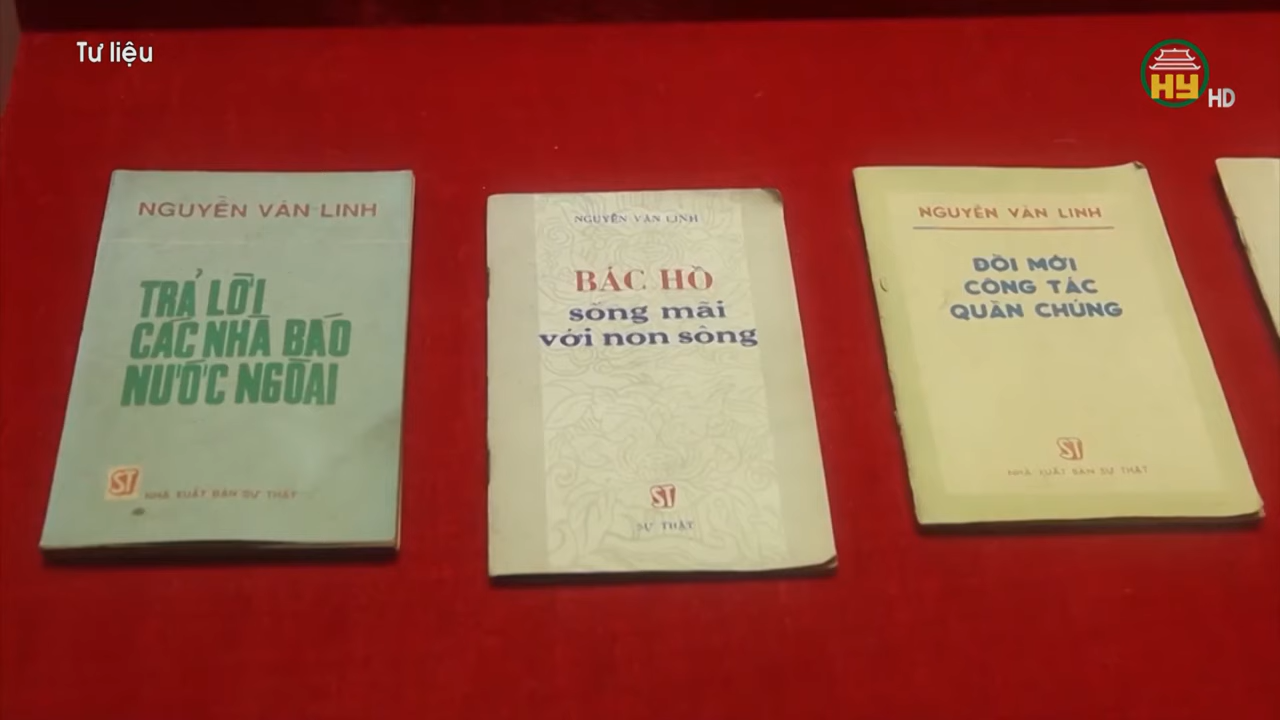 Tư liệu
HY HD
NGUYỄN VĂN LINH
TRẢ LỜI
CÁC NHÀ BÁO
NƯỚC NGOÀI
ST
NHÀ XUẤT BẢN SỰ THẬT
NGUYỄN VĂN LINH
BÁC HỒ
sống mãi
với non sông
ST
SỰ THẬT
NGUYỄN VĂN LINH
ĐỔI MỚI
CÔNG TÁC
QUẦN CHÚNG
ST
NHÀ XUẤT BẢN SỰ THẬT